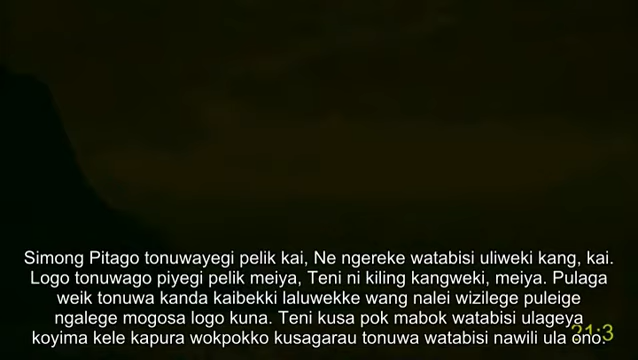 Simong Pitago tonuwayegi pelik kai, Ne ngereke watabisi uliweki kang, kai.
Logo tonuwago piyegi pelik meiya, Teni ni kiling kangweki, meiya. Pulaga
weik tonuwa kanda kaibekki laluwekke wang nalei wizilege puleige
ngalege mogosa logo kuna. Teni kusa pok mabok watabisi ulageya
koyima kele kapura wokpokko kusagarau tonuwa watabisi nawili ula ono.
21:3